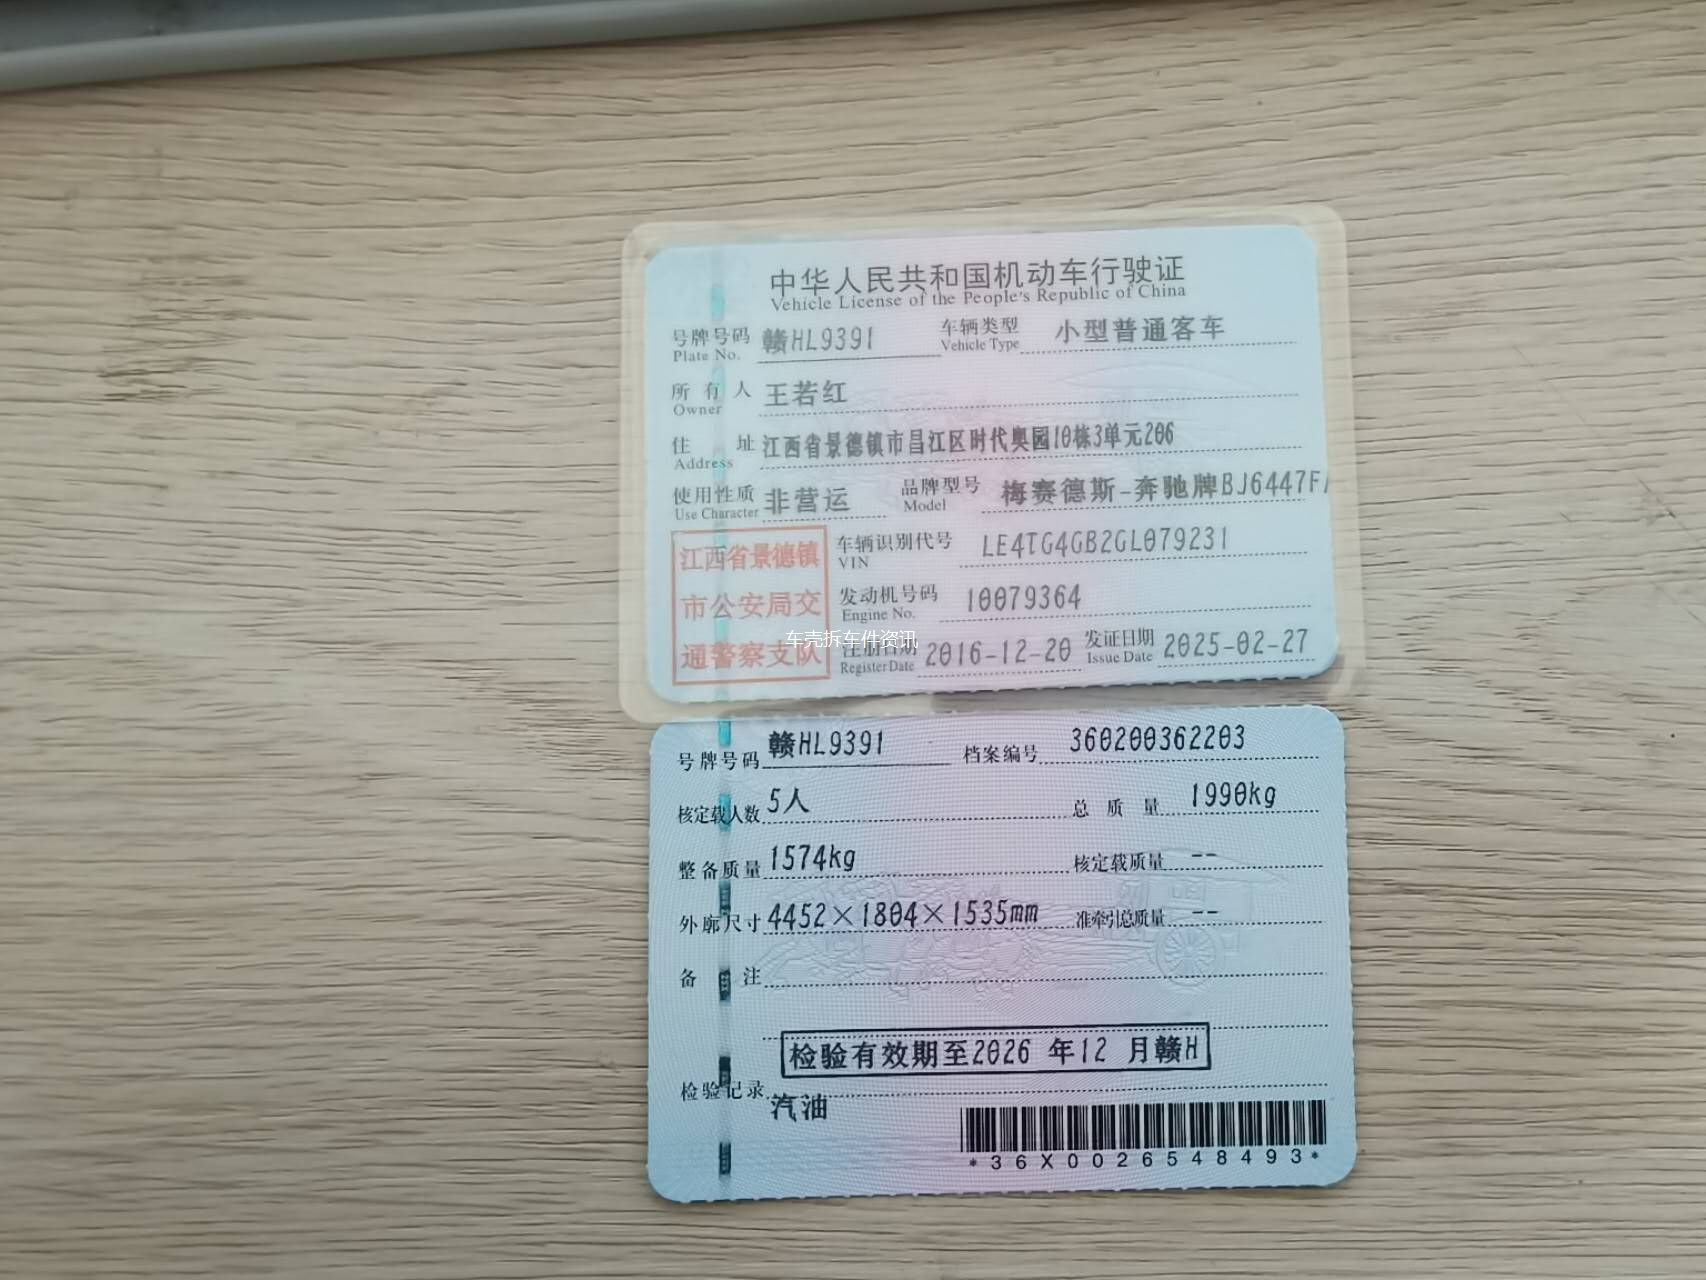 中华人民共和国机动车行驶证
Vehicle License of the People's Republic of China
号牌号码 赣HL9391 车辆类型 小型普通客车
Plate No. Vehicle Type
所有人 王若红
Owner
住址 江西省景德镇市昌江区时代奥园10栋3单元206
Address
使用性质 非营运 品牌型号 梅赛德斯-奔驰牌BJ6447F
Use Character Model
江西省景德镇
市公安局交
通警察支队
车辆识别代号 LE4TG4GB2GL079231
VIN
发动机号码 10079364
Engine No.
车壳拆车件资讯
注册日期 2016-12-20 发证日期 2025-02-27
Register Date Issue Date
号牌号码 赣HL9391 档案编号 360200362203
核定载人数 5人 总质量 1990kg
整备质量 1574kg 核定载质量 --
外廓尺寸 4452×1804×1535mm 准牵引总质量 --
备注
检验有效期至2026 年12 月赣H
检验记录
汽油
*36X0026548493*